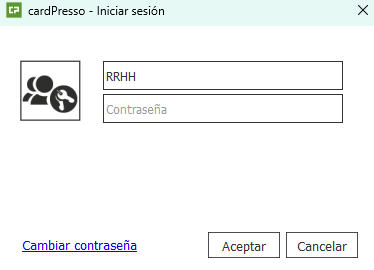 cardPresso - Iniciar sesión
RRHH
Contraseña
Cambiar contraseña
Aceptar
Cancelar